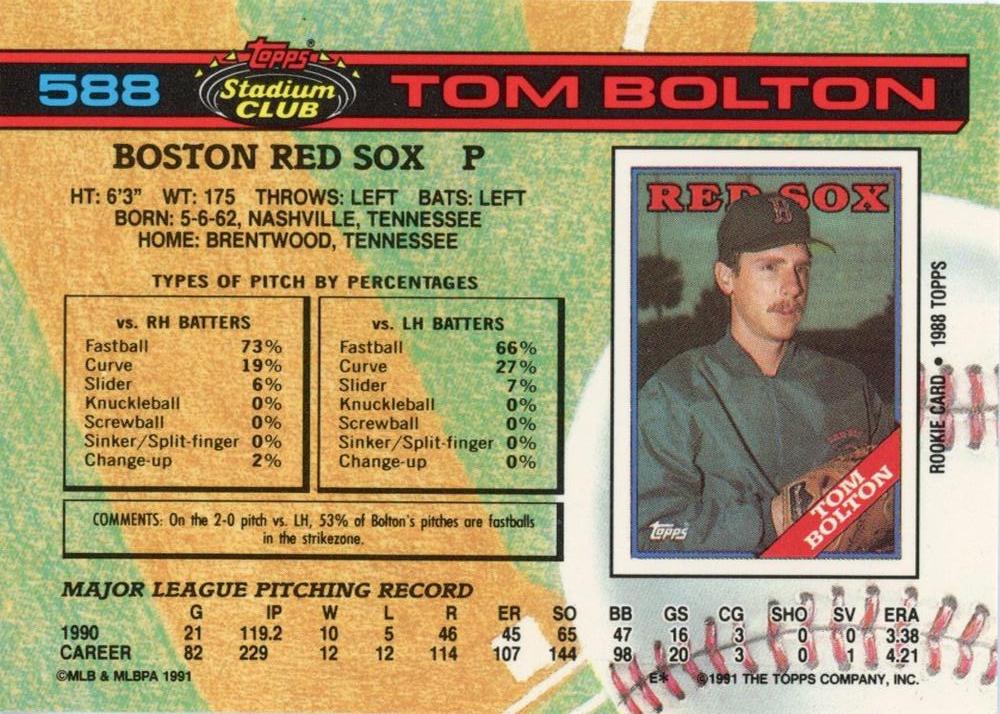 588
Topps®
Stadium
CLUB
TOM BOLTON
BOSTON RED SOX P
HT: 6'3" WT: 175 THROWS: LEFT BATS: LEFT
BORN: 5-6-62, NASHVILLE, TENNESSEE
HOME: BRENTWOOD, TENNESSEE
TYPES OF PITCH BY PERCENTAGES
vs. RH BATTERS
Fastball 73%
Curve 19%
Slider 6%
Knuckleball 0%
Screwball 0%
Sinker/Split-finger 0%
Change-up 2%
vs. LH BATTERS
Fastball 66%
Curve 27%
Slider 7%
Knuckleball 0%
Screwball 0%
Sinker/Split-finger 0%
Change-up 0%
COMMENTS: On the 2-0 pitch vs. LH, 53% of Bolton's pitches are fastballs
in the strikezone.
RED SOX
B
TOM
BOLTON
Topps
ROOKIE CARD • 1988 TOPPS
MAJOR LEAGUE PITCHING RECORD
G IP W L R ER SO BB GS CG SHO SV ERA
1990 21 119.2 10 5 46 45 65 47 16 3 0 0 3.38
CAREER 82 229 12 12 114 107 144 98 20 3 0 1 4.21
©MLB & MLBPA 1991
E* ©1991 THE TOPPS COMPANY, INC.